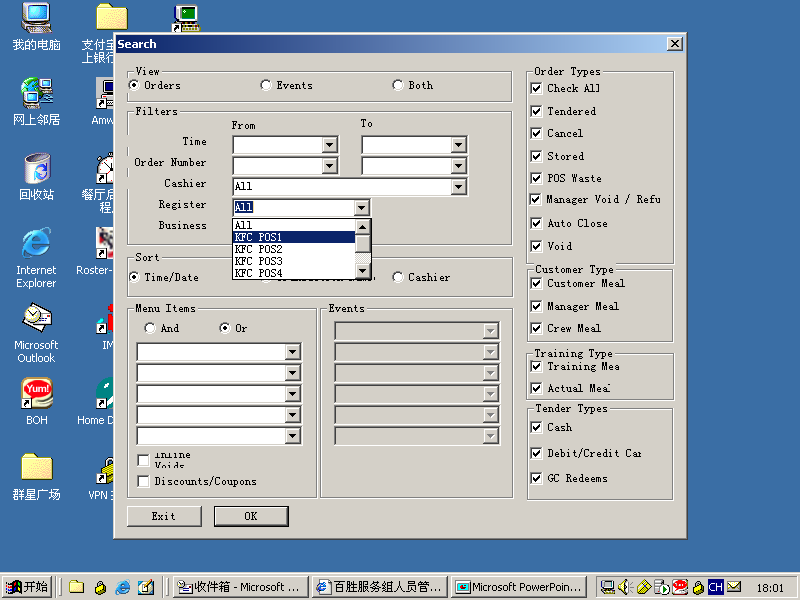 我的电脑
支付宝
上银行
网上邻居
Amw
回收站
餐厅启
程
Internet
Explorer
Roster-
Microsoft
Outlook
IM
BOH
Home D
群星广场
VPN
Search
View
Orders
Events
Both
Filters
From
To
Time
Order Number
Cashier
All
Register
All
Business
All
KFC POS1
KFC POS2
KFC POS3
KFC POS4
Sort
Time/Date
Cashier
Menu Items
And
Or
Inline
Voids
Discounts/Coupons
Events
Exit
OK
Order Types
Check All
Tendered
Cancel
Stored
POS Waste
Manager Void / Refu
Auto Close
Void
Customer Type
Customer Meal
Manager Meal
Crew Meal
Training Type
Training Mea
Actual Meal
Tender Types
Cash
Debit/Credit Car
GC Redeems
Yum!
开始
收件箱 - Microsoft ...
百胜服务组人员管...
Microsoft PowerPoin...
CH
18:01